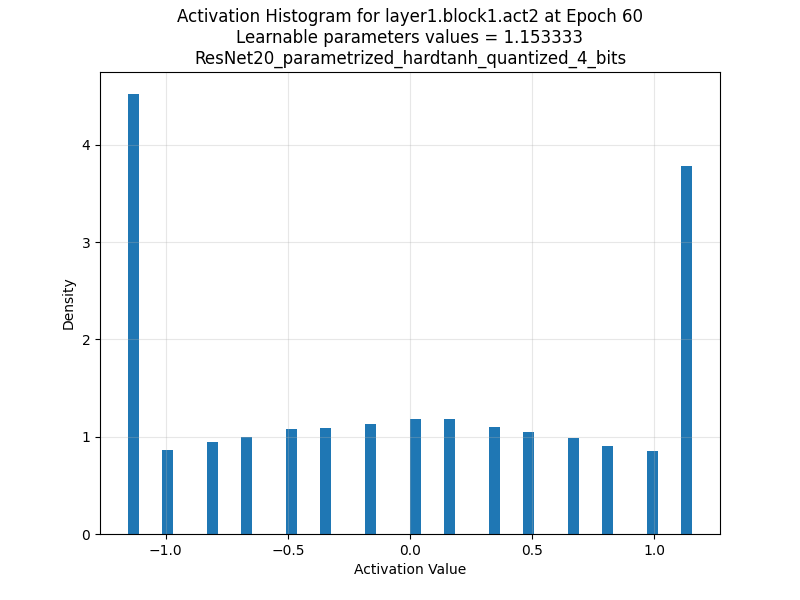 Activation Histogram for layer1.block1.act2 at Epoch 60
Learnable parameters values = 1.153333
ResNet20_parametrized_hardtanh_quantized_4_bits
4
3
2
1
0
Density
−1.0 −0.5 0.0 0.5 1.0
Activation Value